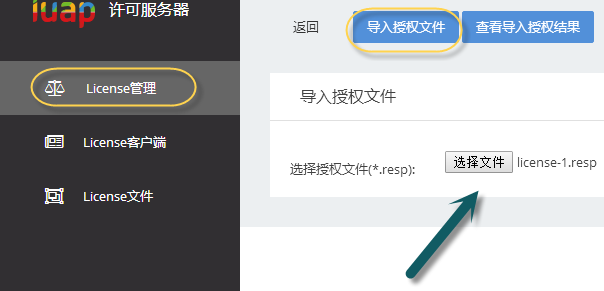 iuap 许可服务器
返回 导入授权文件 查看导入授权结果
License管理
导入授权文件
License客户端
选择授权文件(*.resp): 选择文件 license-1.resp
License文件